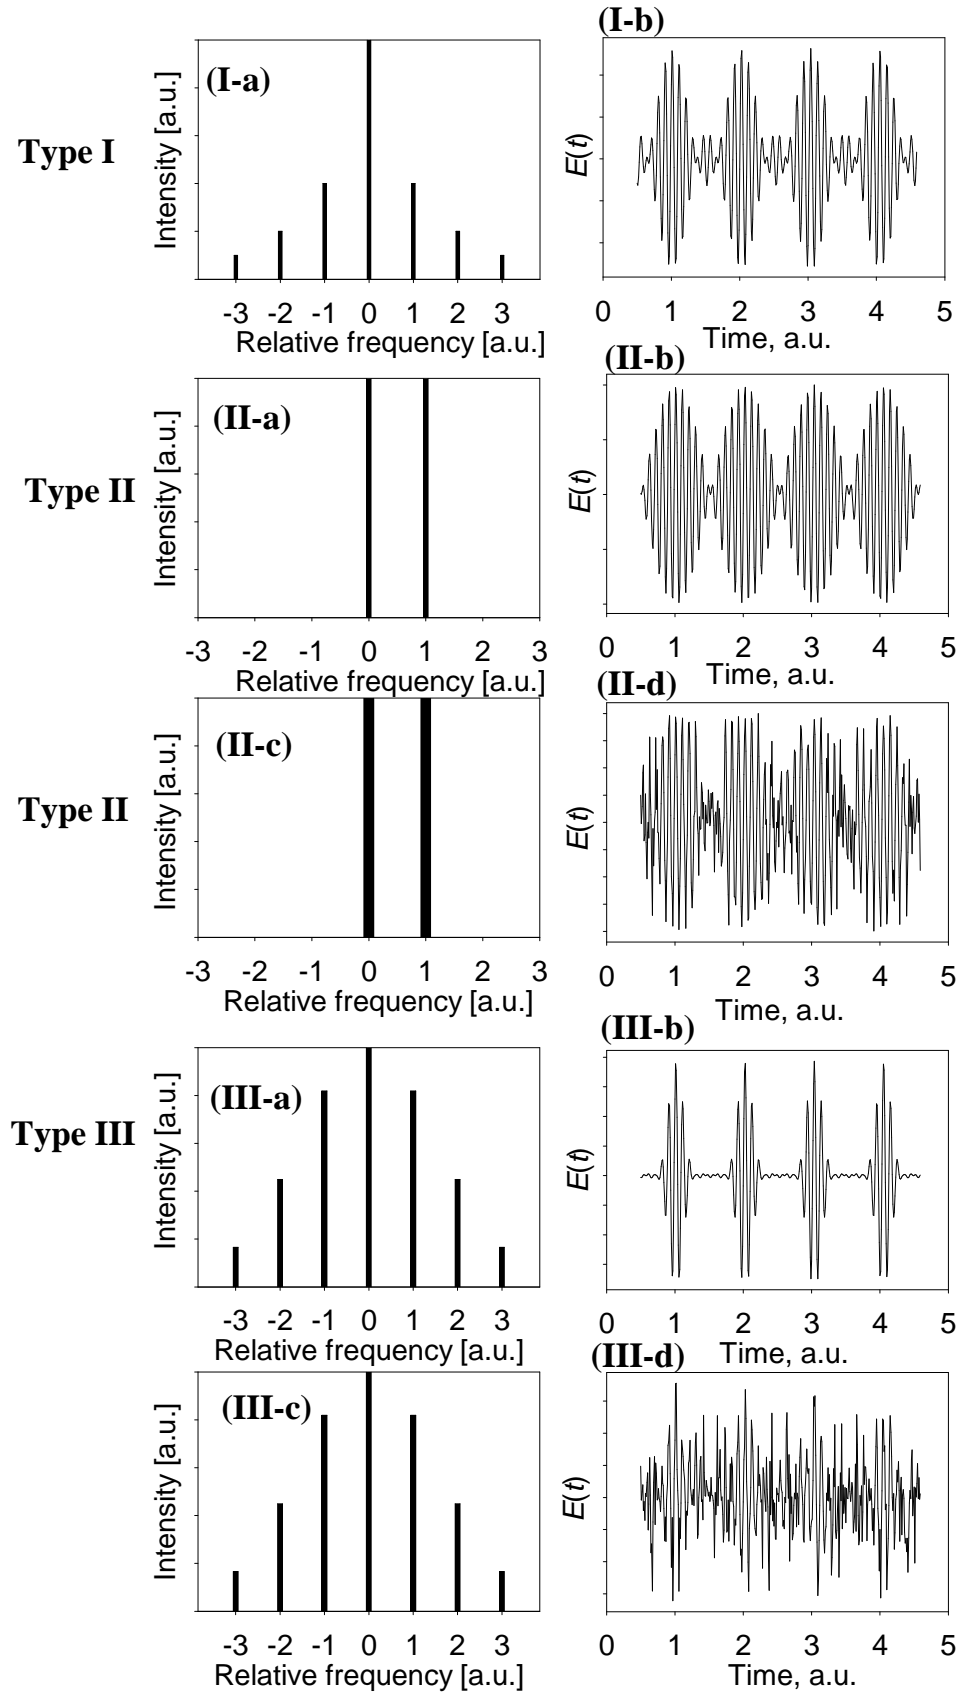 (I-b)
(I-a)
Type I
Intensity [a.u.]
E(t)
-3 -2 -1 0 1 2 3
Relative frequency [a.u.]
0 1 2 3 4 5
Time, a.u.
(II-b)
(II-a)
Type II
Intensity [a.u.]
E(t)
-3 -2 -1 0 1 2 3
Relative frequency [a.u.]
0 1 2 3 4 5
Time, a.u.
(II-d)
(II-c)
Type II
Intensity [a.u.]
E(t)
-3 -2 -1 0 1 2 3
Relative frequency [a.u.]
0 1 2 3 4 5
Time, a.u.
(III-b)
(III-a)
Type III
Intensity [a.u.]
E(t)
-3 -2 -1 0 1 2 3
Relative frequency [a.u.]
0 1 2 3 4 5
Time, a.u.
(III-d)
(III-c)
Intensity [a.u.]
E(t)
-3 -2 -1 0 1 2 3
Relative frequency [a.u.]
0 1 2 3 4 5
Time, a.u.